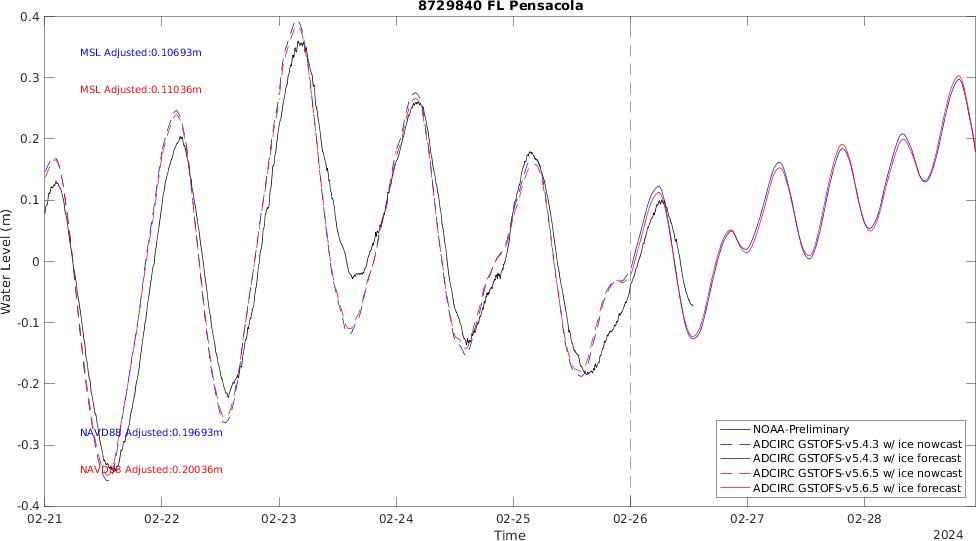 8729840 FL Pensacola
0.4
MSL Adjusted:0.10693m
0.3
MSL Adjusted:0.11036m
0.2
0.1
0
Water Level (m)
-0.1
-0.2
NAVD88 Adjusted:0.19693m
-0.3
NAVD88 Adjusted:0.20036m
-0.4
NOAA-Preliminary
ADCIRC GSTOFS-v5.4.3 w/ ice nowcast
ADCIRC GSTOFS-v5.4.3 w/ ice forecast
ADCIRC GSTOFS-v5.6.5 w/ ice nowcast
ADCIRC GSTOFS-v5.6.5 w/ ice forecast
02-21 02-22 02-23 02-24 02-25 02-26 02-27 02-28
Time
2024